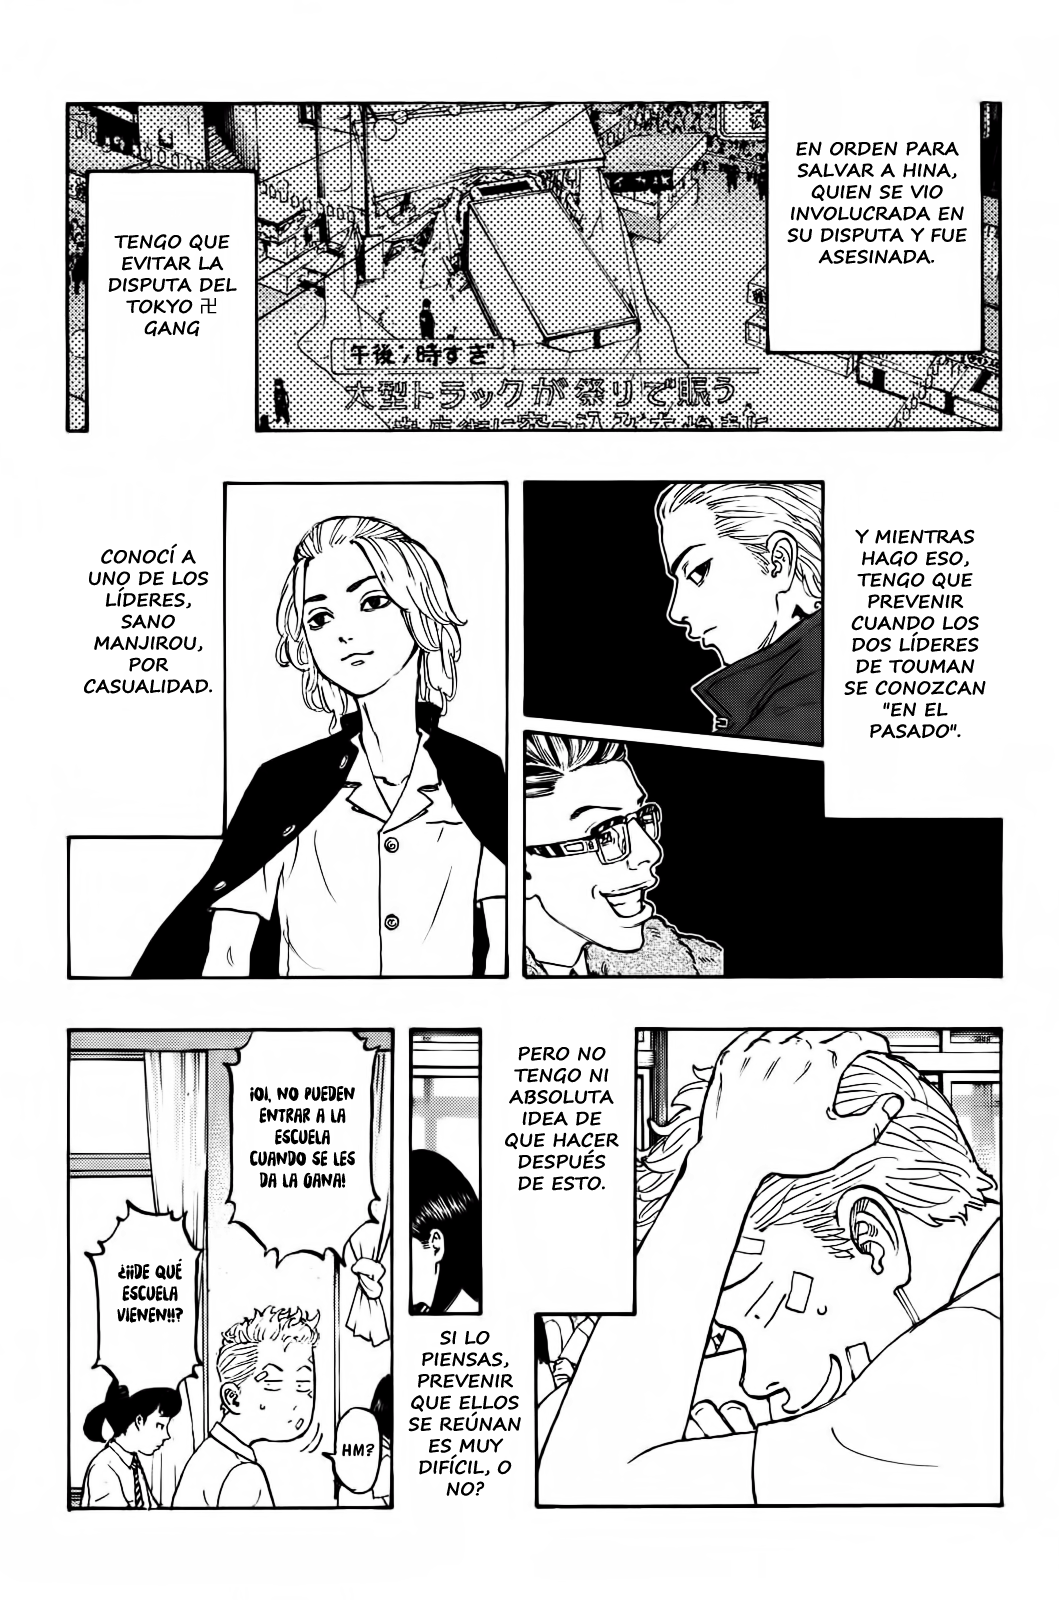 EN ORDEN PARA
SALVAR A HINA,
QUIEN SE VIO
INVOLUCRADA EN
SU DISPUTA Y FUE
ASESINADA.
TENGO QUE
EVITAR LA
DISPUTA DEL
TOKYO 卍
GANG
午後7時すぎ
大型トラックが祭りで賑う
Y MIENTRAS
HAGO ESO,
TENGO QUE
PREVENIR
CUANDO LOS
DOS LÍDERES
DE TOUMAN
SE CONOZCAN
"EN EL
PASADO".
CONOCÍ A
UNO DE LOS
LÍDERES,
SANO
MANJIROU,
POR
CASUALIDAD.
PERO NO
TENGO NI
ABSOLUTA
IDEA DE
QUE HACER
DESPUÉS
DE ESTO.
SI LO
PIENSAS,
PREVENIR
QUE ELLOS
SE REÚNAN
ES MUY
DIFÍCIL, O
NO?
¡OI, NO PUEDEN
ENTRAR A LA
ESCUELA
CUANDO SE LES
DA LA GANA!
¿¡¡DE QUÉ
ESCUELA
VIENEN!!?
HM?